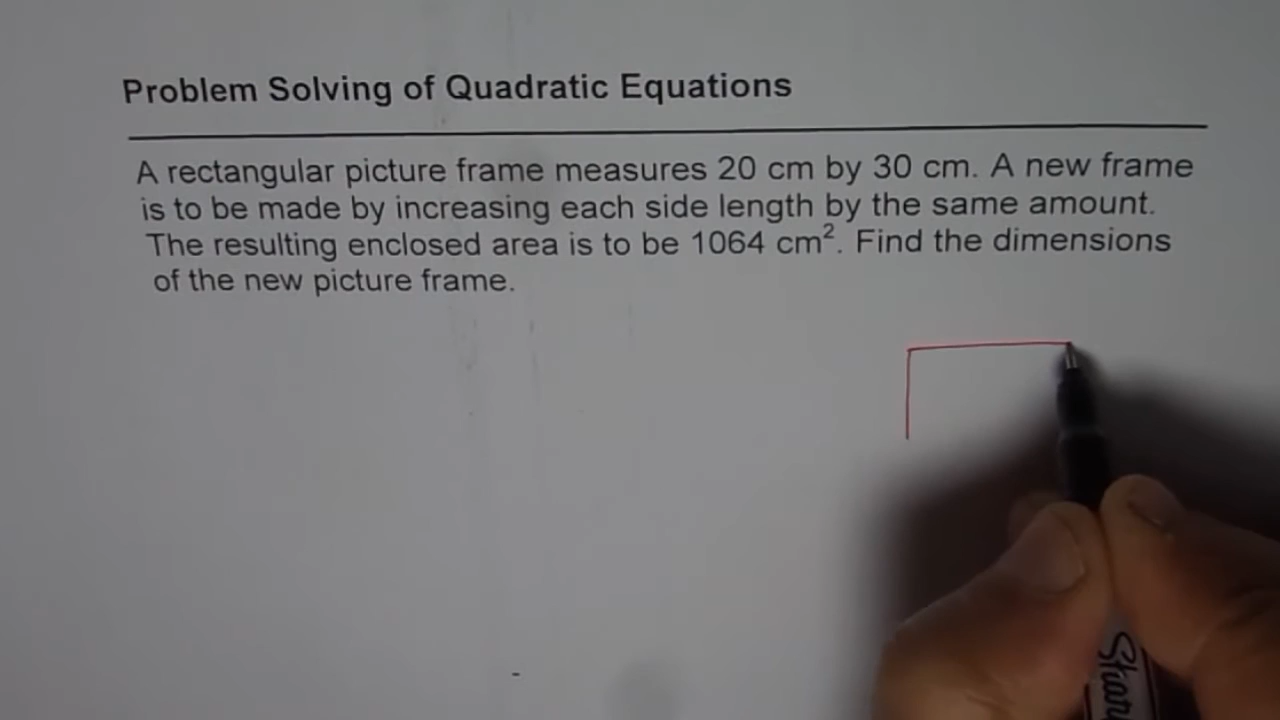 Problem Solving of Quadratic Equations
A rectangular picture frame measures 20 cm by 30 cm. A new frame
is to be made by increasing each side length by the same amount.
The resulting enclosed area is to be 1064 cm². Find the dimensions
of the new picture frame.
Shar